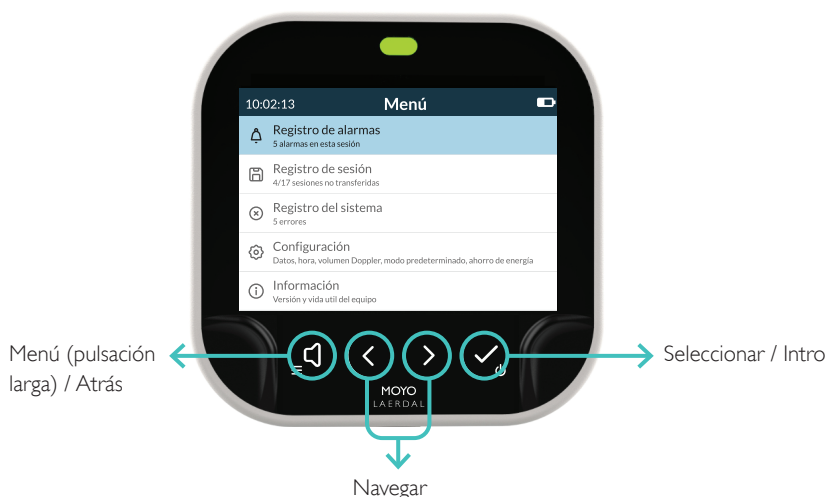 10:02:13 Menú
Registro de alarmas
5 alarmas en esta sesión
Registro de sesión
4/17 sesiones no transferidas
Registro del sistema
5 errores
Configuración
Datos, hora, volumen Doppler, modo predeterminado, ahorro de energía
Información
Versión y vida util del equipo
Menú (pulsación
larga) / Atrás
Seleccionar / Intro
MOYO
LAERDAL
Navegar